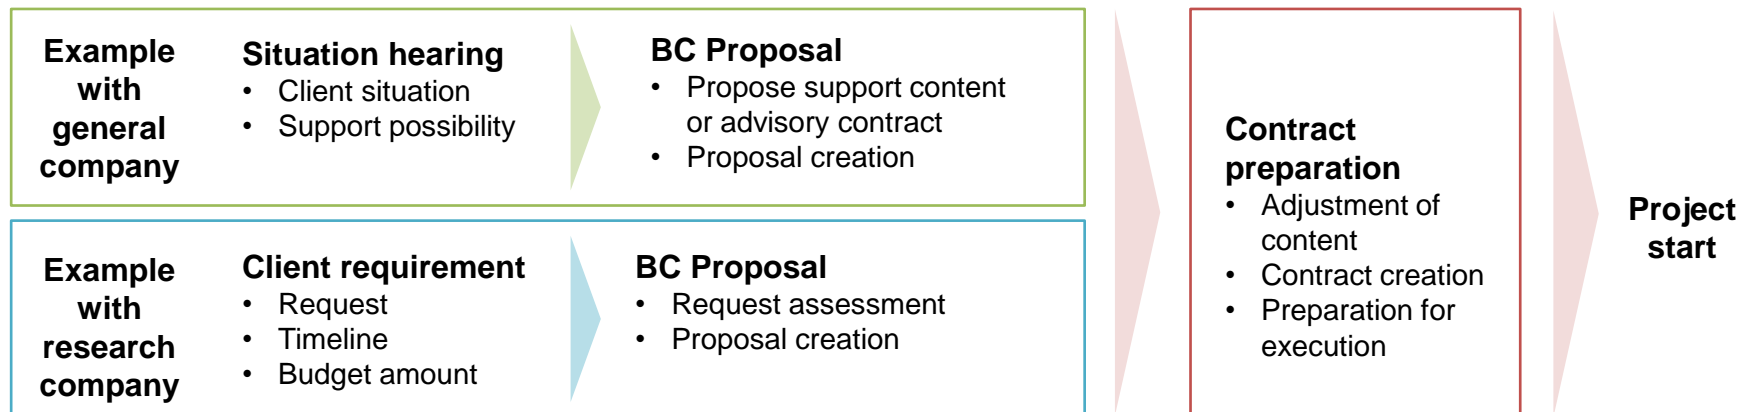 Example
with
general
company
Situation hearing
• Client situation
• Support possibility
BC Proposal
• Propose support content
or advisory contract
• Proposal creation
Example
with
research
company
Client requirement
• Request
• Timeline
• Budget amount
BC Proposal
• Request assessment
• Proposal creation
Contract
preparation
• Adjustment of
content
• Contract creation
• Preparation for
execution
Project
start